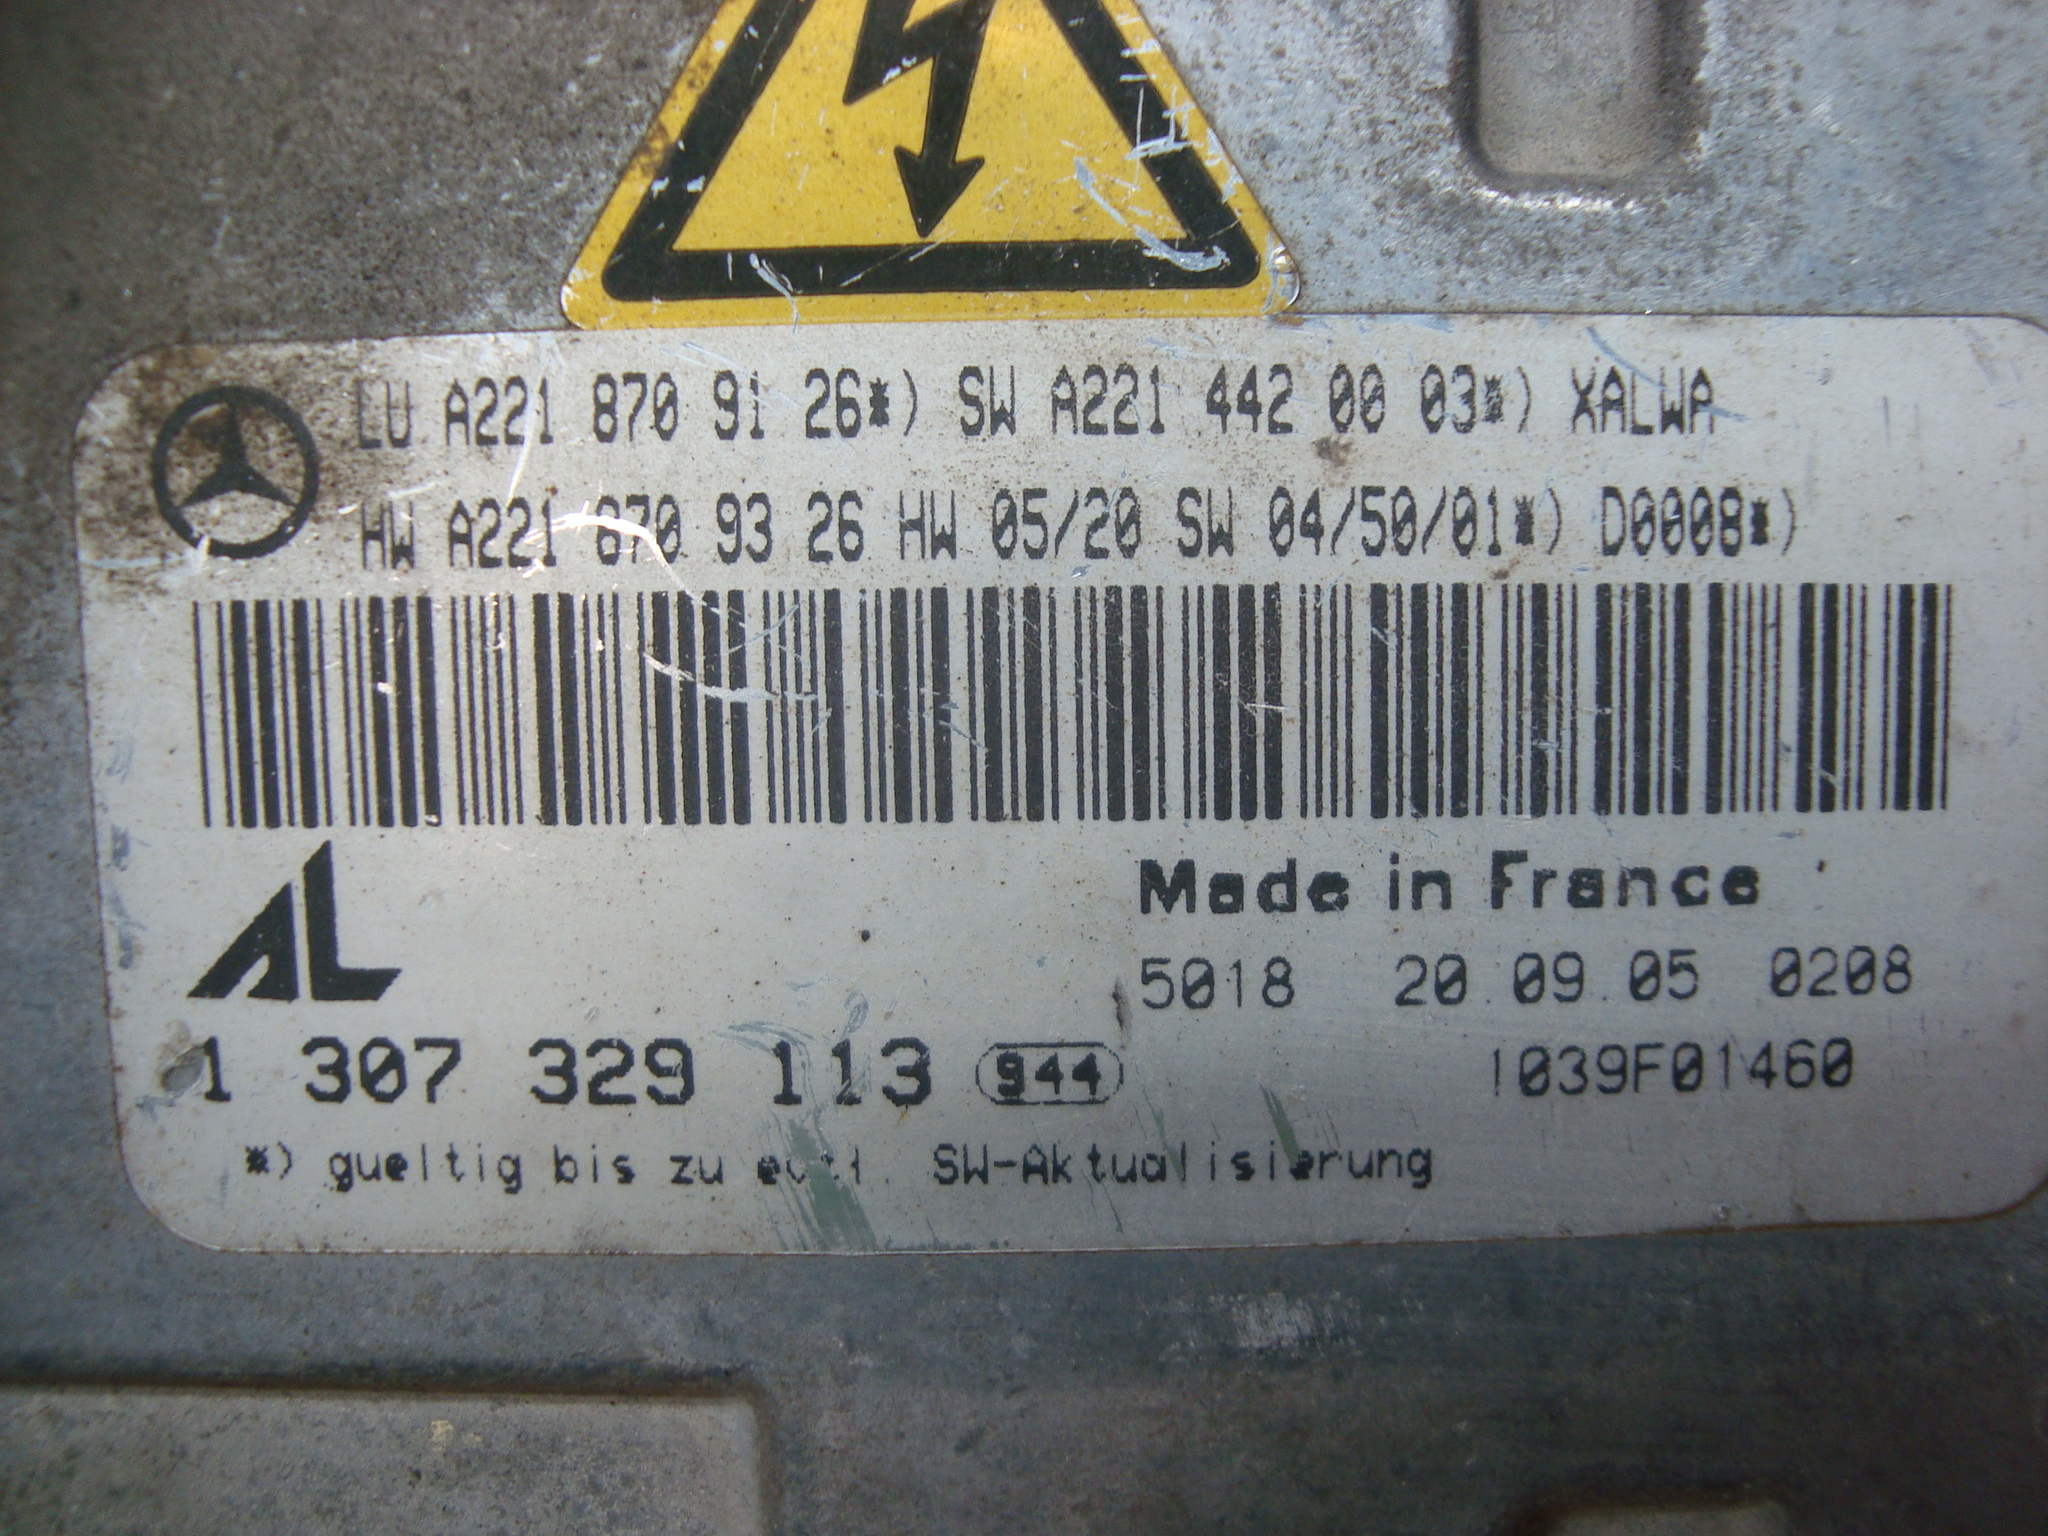 LU A221 870 91 26*) SW A221 442 00 03*) XALWA
HW A221 870 93 26 HW 05/20 SW 04/50/01*) D0008*)
AL
Made in France
5018 20.09.05 0208
1 307 329 113 944
1039F01460
*) gueltig bis zu evtl. SW-Aktualisierung